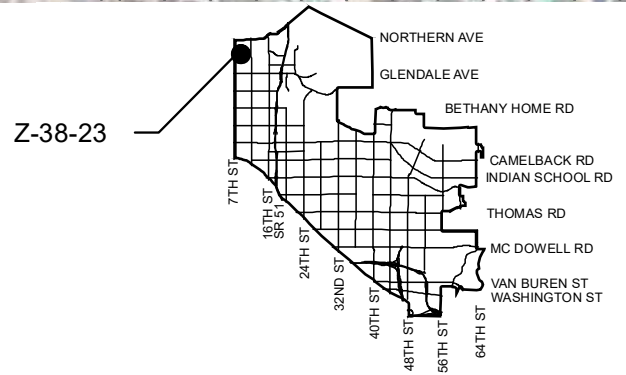 NORTHERN AVE
GLENDALE AVE
BETHANY HOME RD
Z-38-23
CAMELBACK RD
INDIAN SCHOOL RD
THOMAS RD
MC DOWELL RD
VAN BUREN ST
WASHINGTON ST
7TH ST
16TH ST
SR 51
24TH ST
32ND ST
40TH ST
48TH ST
56TH ST
64TH ST